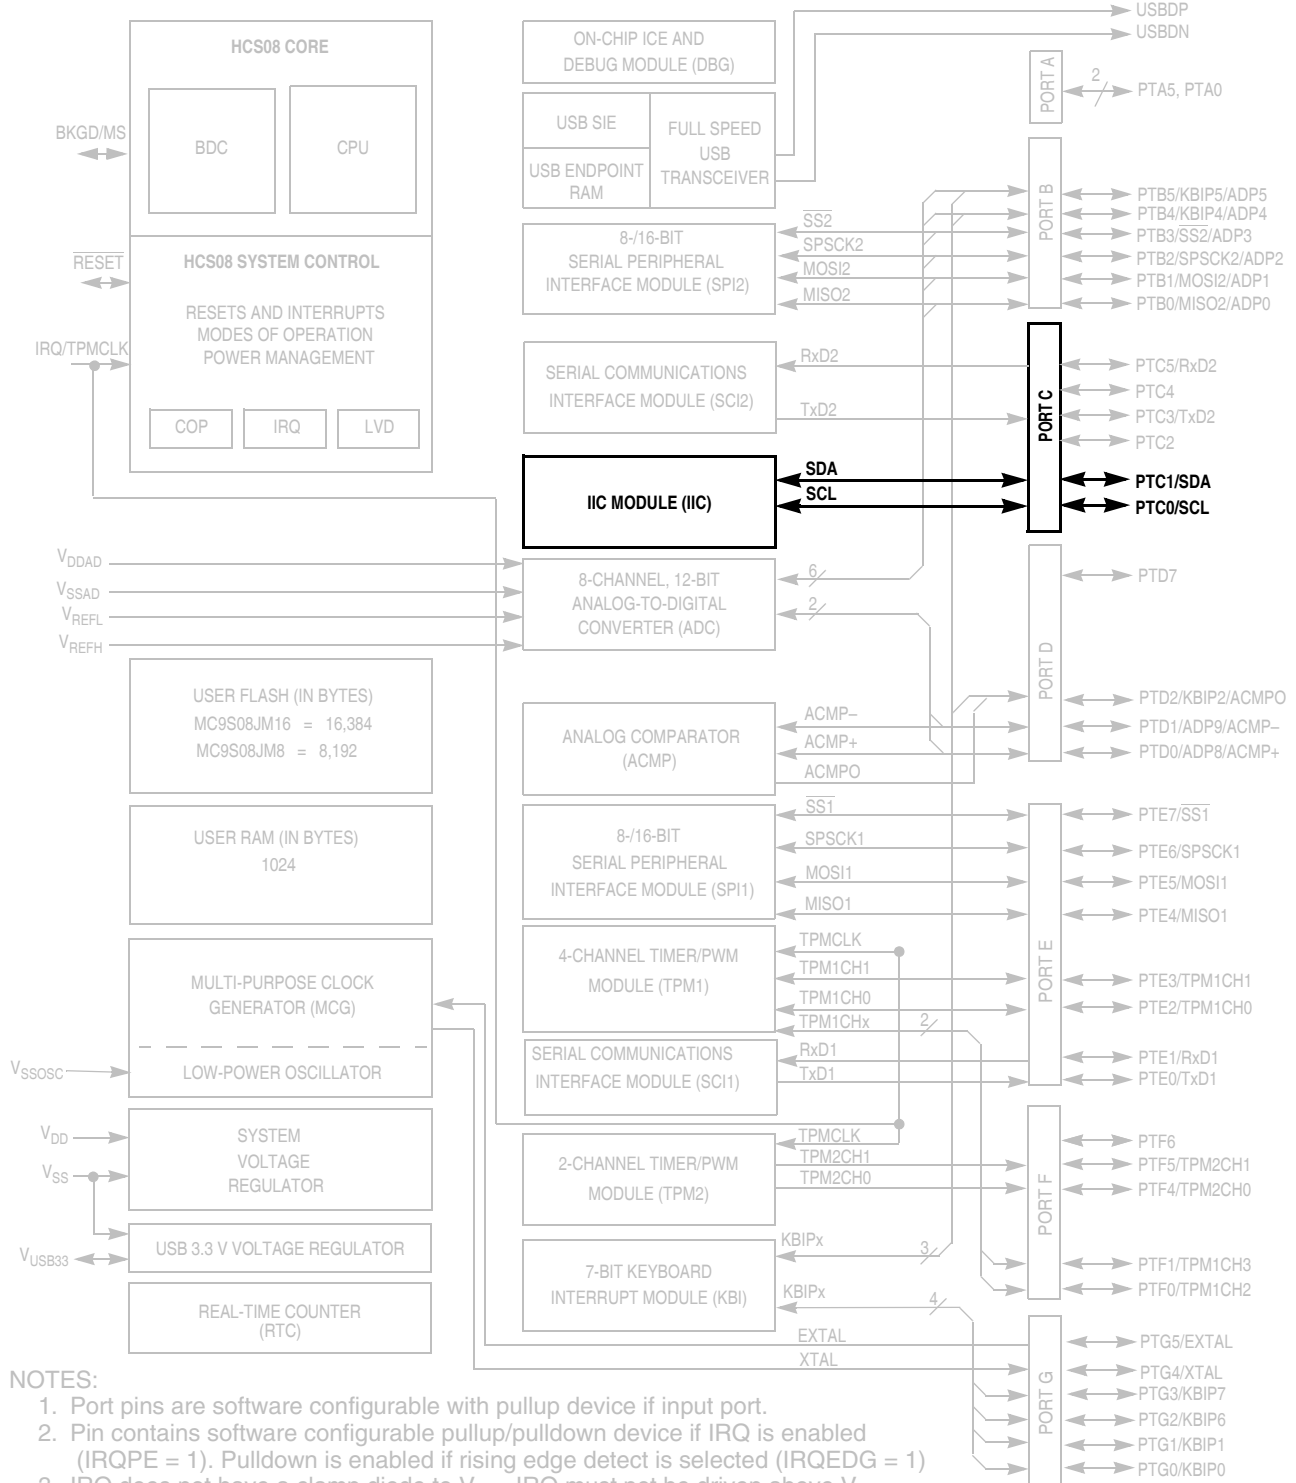 HCS08 CORE
BDC
CPU
BKGD/MS
RESET
HCS08 SYSTEM CONTROL
RESETS AND INTERRUPTS
MODES OF OPERATION
POWER MANAGEMENT
IRQ/TPMCLK
COP
IRQ
LVD
VDDAD
VSSAD
VREFL
VREFH
USER FLASH (IN BYTES)
MC9S08JM16 = 16,384
MC9S08JM8 = 8,192
USER RAM (IN BYTES)
1024
MULTI-PURPOSE CLOCK
GENERATOR (MCG)
LOW-POWER OSCILLATOR
VSSOSC
VDD
VSS
SYSTEM
VOLTAGE
REGULATOR
VUSB33
USB 3.3 V VOLTAGE REGULATOR
REAL-TIME COUNTER
(RTC)
ON-CHIP ICE AND
DEBUG MODULE (DBG)
USB SIE
USB ENDPOINT
RAM
FULL SPEED
USB
TRANSCEIVER
USBDP
USBDN
8-/16-BIT
SERIAL PERIPHERAL
INTERFACE MODULE (SPI2)
SS2
SPSCK2
MOSI2
MISO2
SERIAL COMMUNICATIONS
INTERFACE MODULE (SCI2)
RxD2
TxD2
IIC MODULE (IIC)
SDA
SCL
8-CHANNEL, 12-BIT
ANALOG-TO-DIGITAL
CONVERTER (ADC)
6
2
ANALOG COMPARATOR
(ACMP)
ACMP–
ACMP+
ACMPO
8-/16-BIT
SERIAL PERIPHERAL
INTERFACE MODULE (SPI1)
SS1
SPSCK1
MOSI1
MISO1
4-CHANNEL TIMER/PWM
MODULE (TPM1)
TPMCLK
TPM1CH1
TPM1CH0
TPM1CHx
2
SERIAL COMMUNICATIONS
INTERFACE MODULE (SCI1)
RxD1
TxD1
2-CHANNEL TIMER/PWM
MODULE (TPM2)
TPMCLK
TPM2CH1
TPM2CH0
7-BIT KEYBOARD
INTERRUPT MODULE (KBI)
KBIPx
3
KBIPx
4
EXTAL
XTAL
PORT A
2
PTA5, PTA0
PORT B
PTB5/KBIP5/ADP5
PTB4/KBIP4/ADP4
PTB3/SS2/ADP3
PTB2/SPSCK2/ADP2
PTB1/MOSI2/ADP1
PTB0/MISO2/ADP0
PORT C
PTC5/RxD2
PTC4
PTC3/TxD2
PTC2
PTC1/SDA
PTC0/SCL
PORT D
PTD7
PTD2/KBIP2/ACMPO
PTD1/ADP9/ACMP–
PTD0/ADP8/ACMP+
PORT E
PTE7/SS1
PTE6/SPSCK1
PTE5/MOSI1
PTE4/MISO1
PTE3/TPM1CH1
PTE2/TPM1CH0
PTE1/RxD1
PTE0/TxD1
PORT F
PTF6
PTF5/TPM2CH1
PTF4/TPM2CH0
PTF1/TPM1CH3
PTF0/TPM1CH2
PORT G
PTG5/EXTAL
PTG4/XTAL
PTG3/KBIP7
PTG2/KBIP6
PTG1/KBIP1
PTG0/KBIP0
NOTES:
1. Port pins are software configurable with pullup device if input port.
2. Pin contains software configurable pullup/pulldown device if IRQ is enabled
(IRQPE = 1). Pulldown is enabled if rising edge detect is selected (IRQEDG = 1)
3. IRQ does not have a clamp diode to V IRQ must not be driven above V